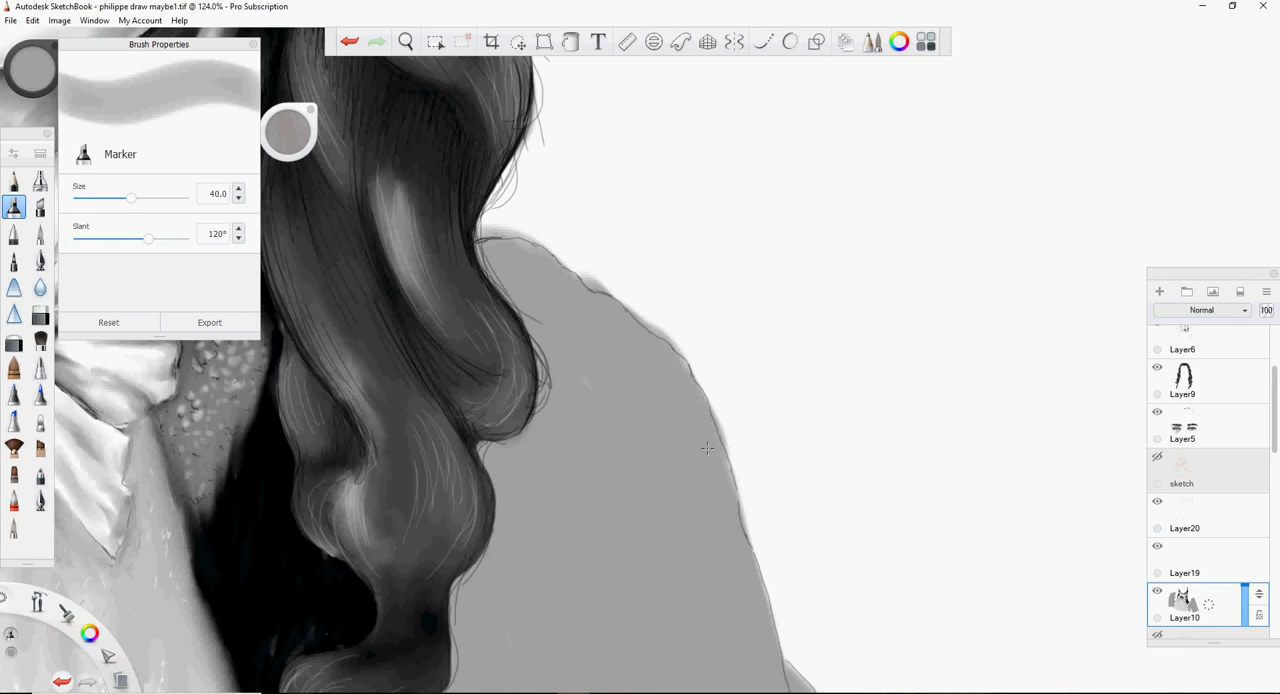 Autodesk SketchBook - philippe draw maybe1.tif @ 124.0% - Pro Subscription
File Edit Image Window My Account Help
Brush Properties
Marker
Size
40.0
Slant
120°
Reset Export
Normal 100
Layer6
Layer9
Layer5
sketch
Layer20
Layer19
Layer10